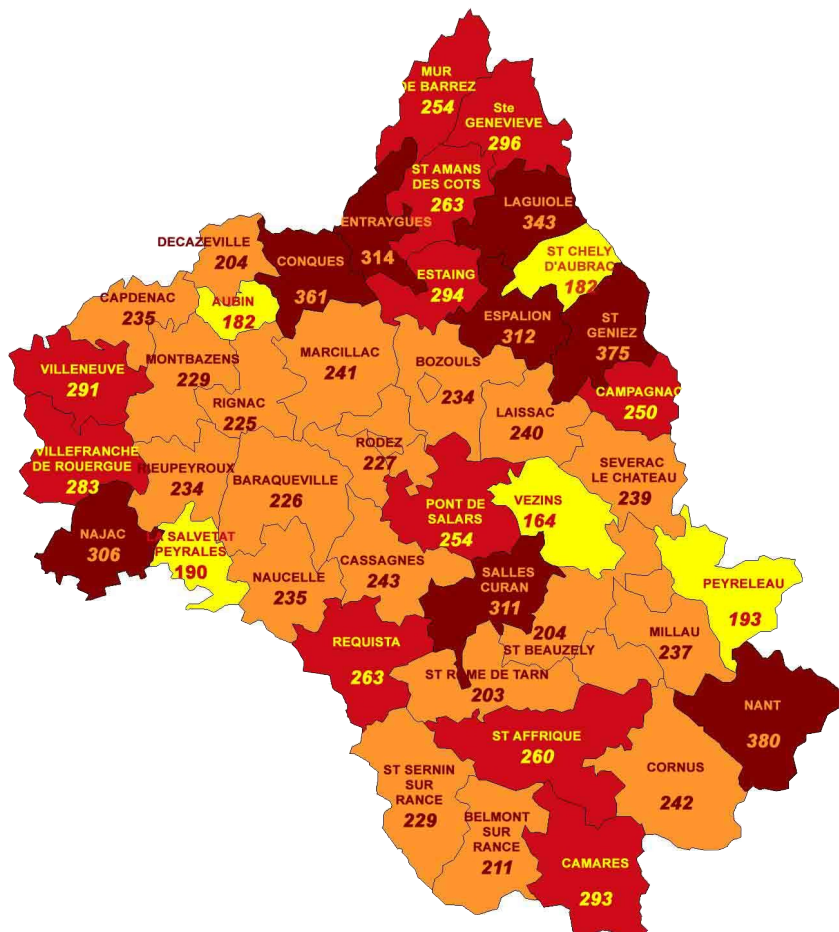 MUR
DE BARREZ
254
Ste
GENEVIEVE
296
ST AMANS
DES COTS
263
LAGUIOLE
343
ENTRAYGUES
314
DECAZEVILLE
204
CONQUES
361
ST CHELY
D'AUBRAC
182
ESTAING
294
CAPDENAC
235
AUBIN
182
ESPALION
312
ST
GENIEZ
375
MARCILLAC
241
MONTBAZENS
229
BOZOULS
234
VILLENEUVE
291
CAMPAGNAC
250
RIGNAC
225
LAISSAC
240
RODEZ
227
VILLEFRANCHE
DE ROUERGUE
283
RIEUPEYROUX
234
BARAQUEVILLE
226
SEVERAC
LE CHATEAU
239
PONT DE
SALARS
254
VEZINS
164
NAJAC
306
LA SALVETAT
PEYRALES
190
CASSAGNES
243
NAUCELLE
235
SALLES
CURAN
311
PEYRELEAU
193
204
ST BEAUZELY
MILLAU
237
REQUISTA
263
ST ROME DE TARN
203
NANT
380
ST AFFRIQUE
260
ST SERNIN
SUR
RANCE
229
CORNUS
242
BELMONT
SUR
RANCE
211
CAMARES
293